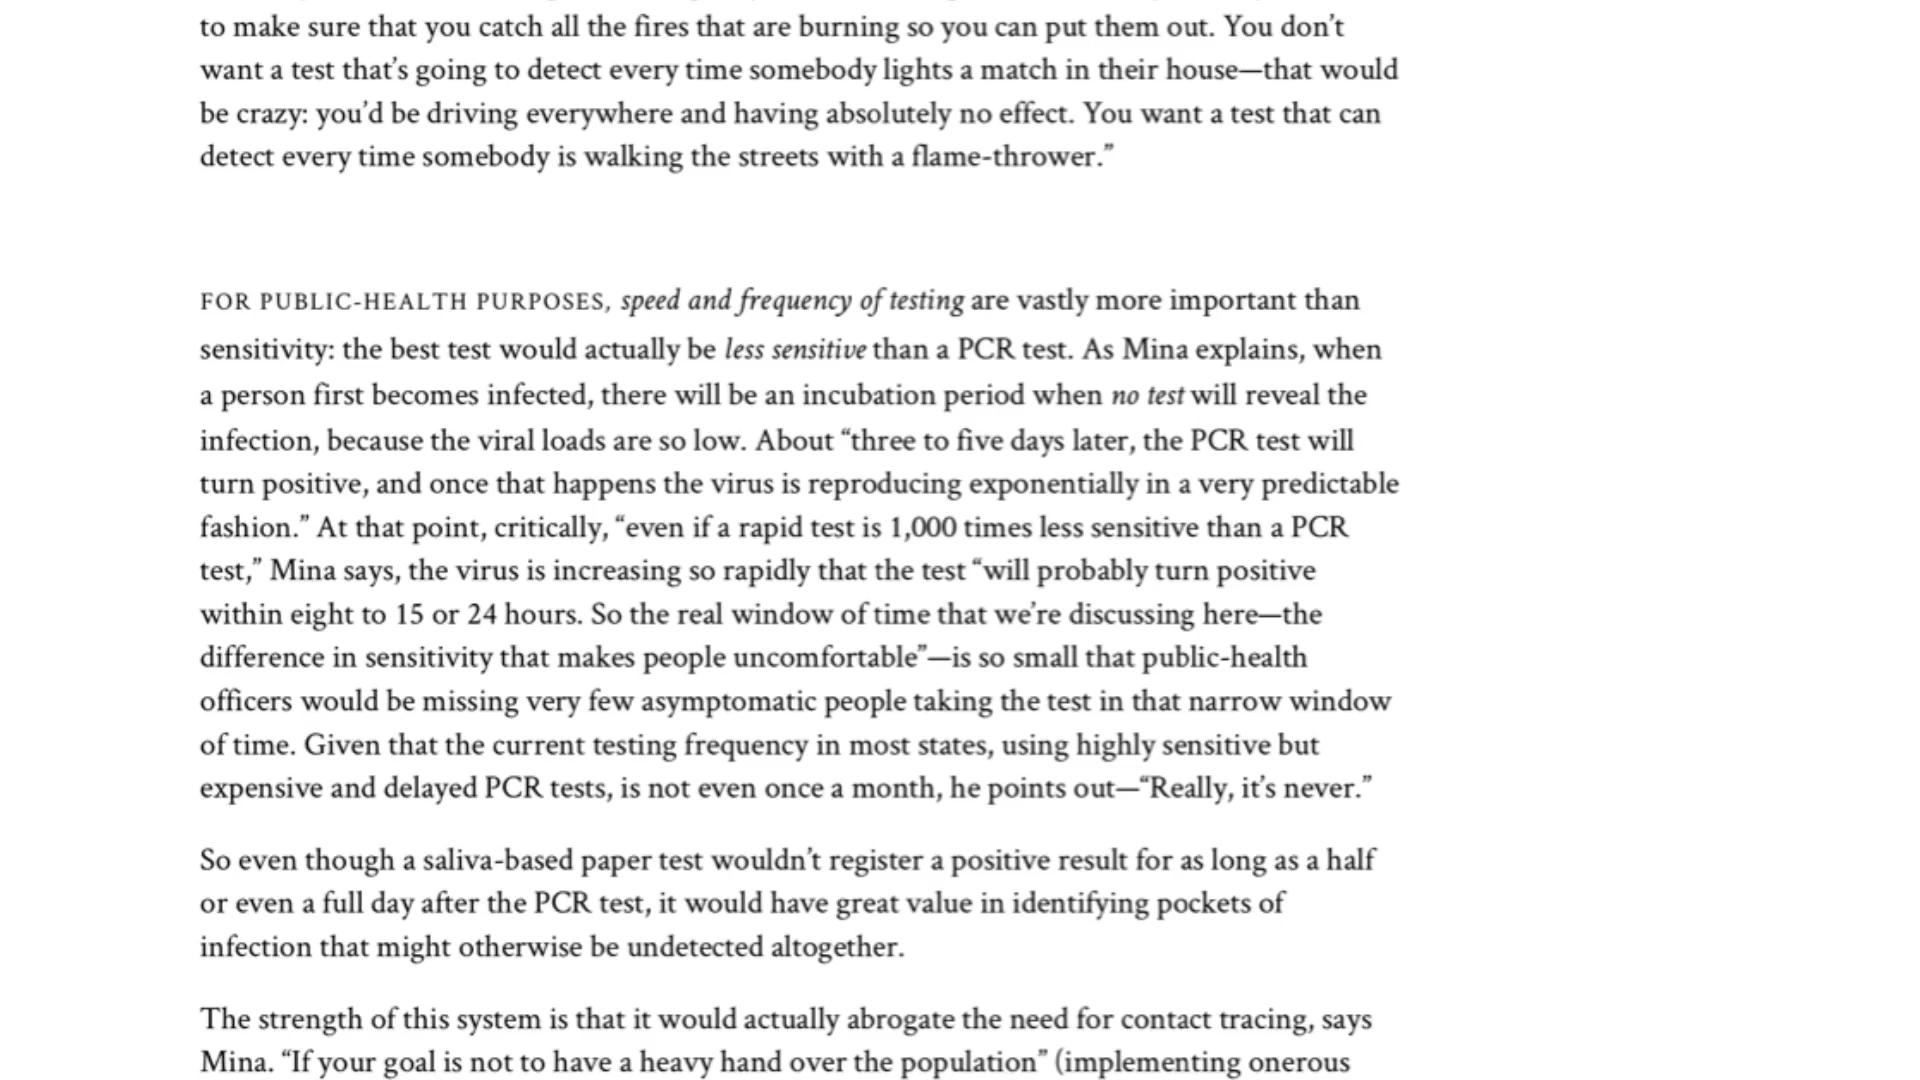 to make sure that you catch all the fires that are burning so you can put them out. You don’t
want a test that’s going to detect every time somebody lights a match in their house—that would
be crazy: you’d be driving everywhere and having absolutely no effect. You want a test that can
detect every time somebody is walking the streets with a flame-thrower.”
FOR PUBLIC-HEALTH PURPOSES, speed and frequency of testing are vastly more important than
sensitivity: the best test would actually be less sensitive than a PCR test. As Mina explains, when
a person first becomes infected, there will be an incubation period when no test will reveal the
infection, because the viral loads are so low. About “three to five days later, the PCR test will
turn positive, and once that happens the virus is reproducing exponentially in a very predictable
fashion.” At that point, critically, “even if a rapid test is 1,000 times less sensitive than a PCR
test,” Mina says, the virus is increasing so rapidly that the test “will probably turn positive
within eight to 15 or 24 hours. So the real window of time that we’re discussing here—the
difference in sensitivity that makes people uncomfortable”—is so small that public-health
officers would be missing very few asymptomatic people taking the test in that narrow window
of time. Given that the current testing frequency in most states, using highly sensitive but
expensive and delayed PCR tests, is not even once a month, he points out—“Really, it’s never.”
So even though a saliva-based paper test wouldn’t register a positive result for as long as a half
or even a full day after the PCR test, it would have great value in identifying pockets of
infection that might otherwise be undetected altogether.
The strength of this system is that it would actually abrogate the need for contact tracing, says
Mina. “If your goal is not to have a heavy hand over the population” (implementing onerous